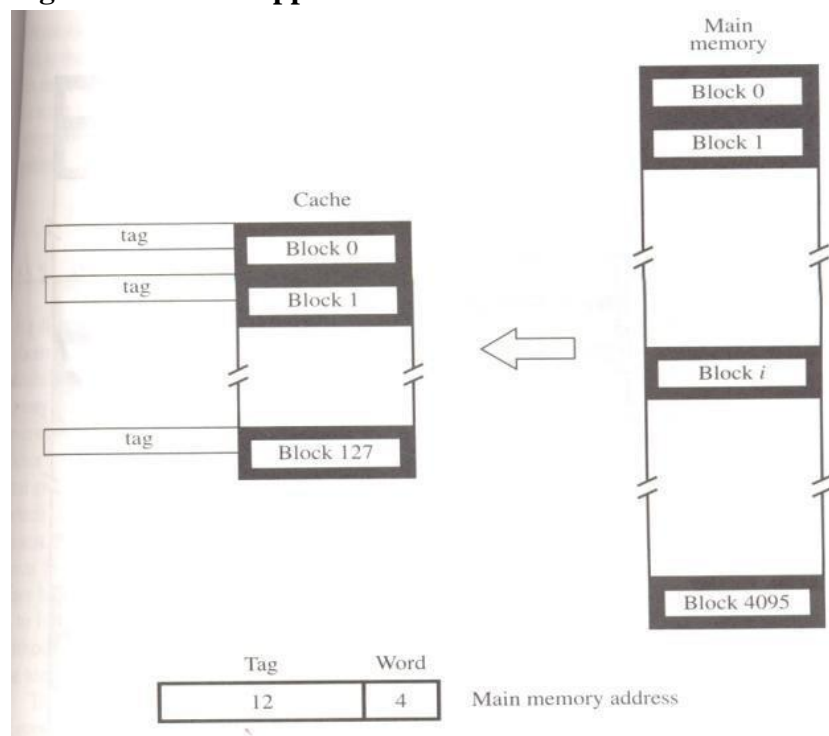 Main
memory
Block 0
Block 1
Cache
tag
Block 0
tag
Block 1
Block i
tag
Block 127
Block 4095
Tag
Word
12
4
Main memory address